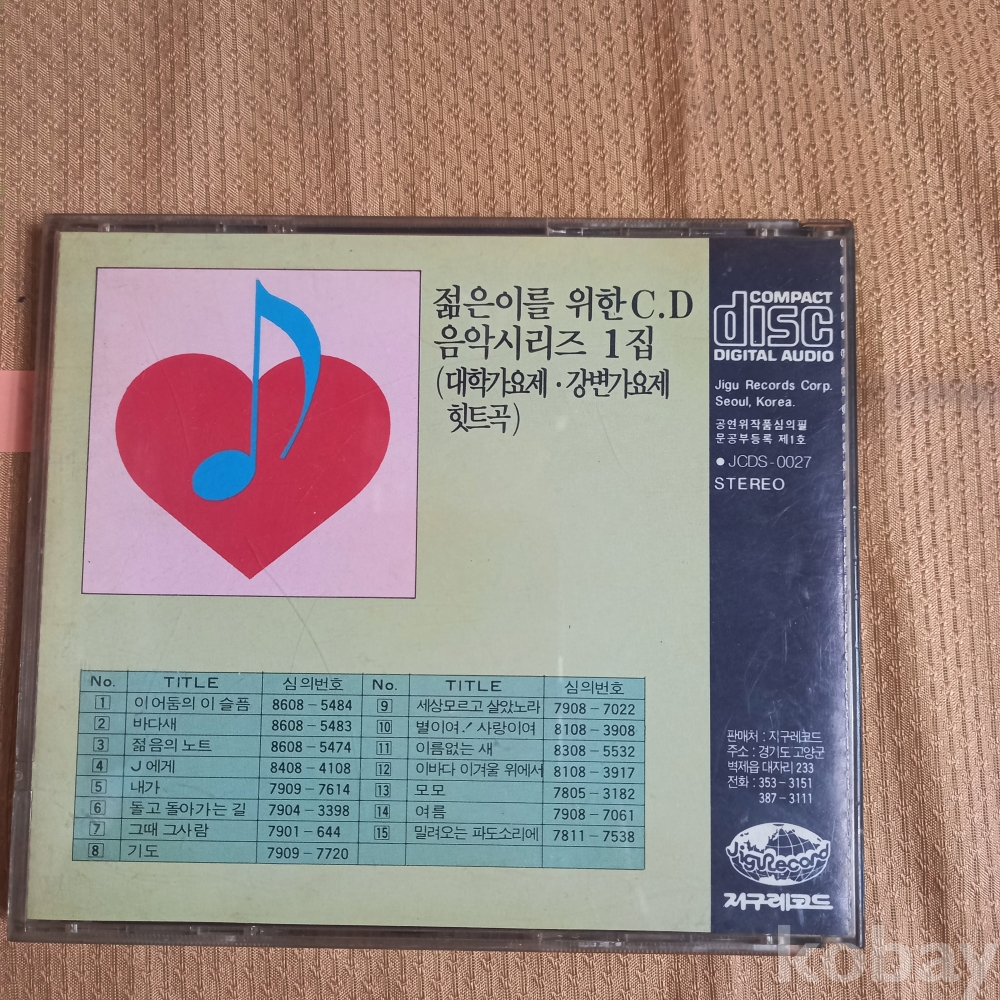 젊은이를 위한 C.D
음악시리즈 1집
(대학가요제·강변가요제
힛트곡)
COMPACT
disc
DIGITAL AUDIO
Jigu Records Corp.
Seoul, Korea.
공연위작품심의필
문공부등록 제1호
● JCDS-0027
STEREO
No. TITLE 심의번호 No. TITLE 심의번호
1 이어둠의 이 슬픔 8608-5484 9 세상모르고 살았노라 7908-7022
2 바다새 8608-5483 10 별이여! 사랑이여 8108-3908
3 젊음의 노트 8608-5474 11 이름없는 새 8308-5532
4 J에게 8408-4108 12 이바다 이겨울 위에서 8108-3917
5 내가 7909-7614 13 모모 7805-3182
6 돌고 돌아가는 길 7904-3398 14 여름 7908-7061
7 그때 그사람 7901-644 15 밀려오는 파도소리에 7811-7538
8 기도 7909-7720
판매처 : 지구레코드
주소 : 경기도 고양군
벽제읍 대자리 233
전화 : 353-3151
387-3111
JiguRecord
지구레코드
kobay